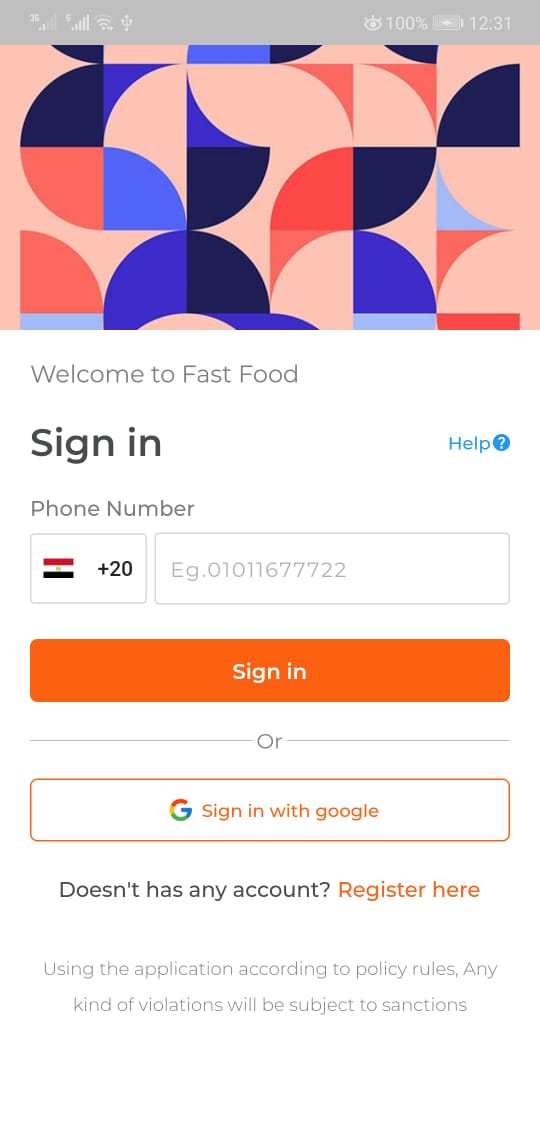 3G G 100% 12:31
Welcome to Fast Food
Sign in
Help?
Phone Number
+20 Eg.01011677722
Sign in
Or
Sign in with google
Doesn't has any account? Register here
Using the application according to policy rules, Any
kind of violations will be subject to sanctions